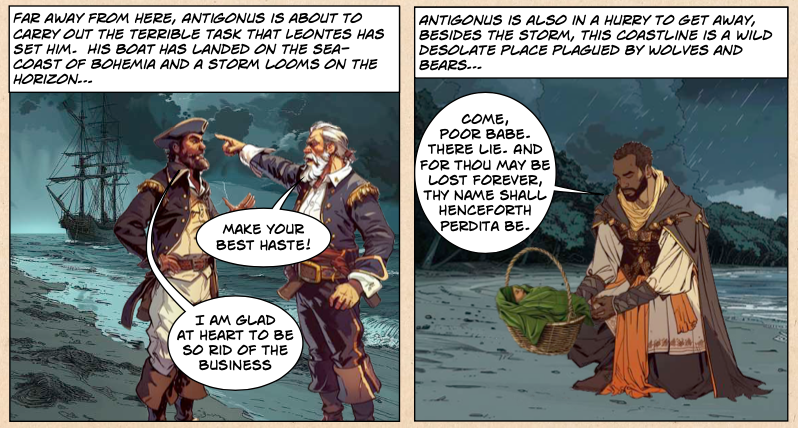 FAR AWAY FROM HERE, ANTIGONUS IS ABOUT TO
CARRY OUT THE TERRIBLE TASK THAT LEONTES HAS
SET HIM. HIS BOAT HAS LANDED ON THE SEA-
COAST OF BOHEMIA AND A STORM LOOMS ON THE
HORIZON...
MAKE YOUR
BEST HASTE!
I AM GLAD
AT HEART TO BE
SO RID OF THE
BUSINESS
ANTIGONUS IS ALSO IN A HURRY TO GET AWAY,
BESIDES THE STORM, THIS COASTLINE IS A WILD
DESOLATE PLACE PLAGUED BY WOLVES AND
BEARS...
COME,
POOR BABE.
THERE LIE. AND
FOR THOU MAY BE
LOST FOREVER,
THY NAME SHALL
HENCEFORTH
PERDITA BE.